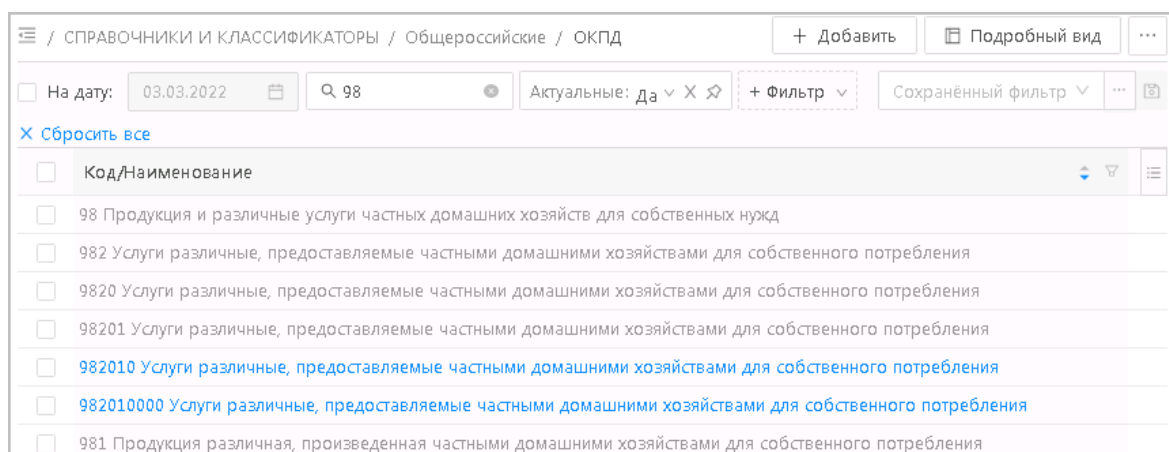 / СПРАВОЧНИКИ И КЛАССИФИКАТОРЫ / Общероссийские / ОКПД + Добавить Подробный вид ...
На дату: 03.03.2022 98 Актуальные: Да X + Фильтр Сохранённый фильтр ...
X Сбросить все
Код/Наименование
98 Продукция и различные услуги частных домашних хозяйств для собственных нужд
982 Услуги различные, предоставляемые частными домашними хозяйствами для собственного потребления
9820 Услуги различные, предоставляемые частными домашними хозяйствами для собственного потребления
98201 Услуги различные, предоставляемые частными домашними хозяйствами для собственного потребления
982010 Услуги различные, предоставляемые частными домашними хозяйствами для собственного потребления
982010000 Услуги различные, предоставляемые частными домашними хозяйствами для собственного потребления
981 Продукция различная, произведенная частными домашними хозяйствами для собственного потребления